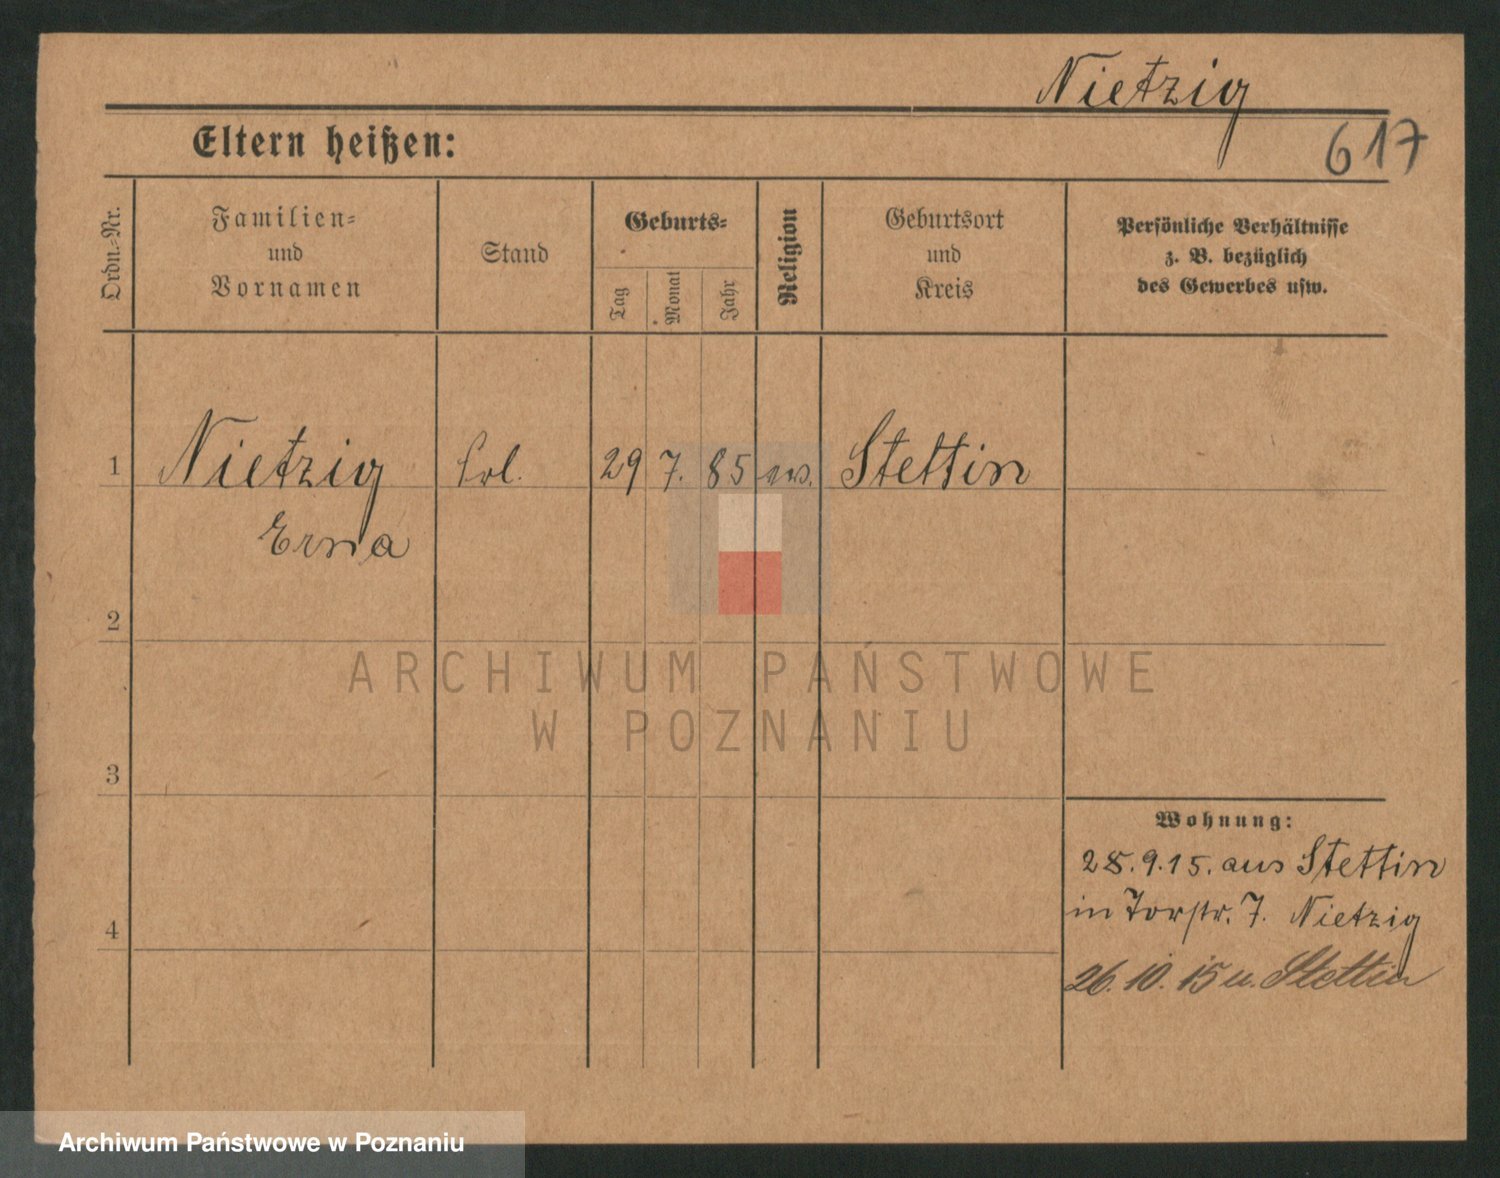 Nietzig
617
Eltern heißen:
Ordn.-Nr.
Familien-
und
Vornamen
Stand
Geburts-
Tag
Monat
Jahr
Religion
Geburtsort
und
Kreis
Persönliche Verhältnisse
z. B. bezüglich
des Gewerbes usw.
1 Nietzig Frl. 29 7. 85 ev. Stettin
Erna
2
3
4
Wohnung:
28.9.15. aus Stettin
in Torstr. 7. Nietzig
26.10.15 n. Stettin
ARCHIWUM PAŃSTWOWE
W POZNANIU
Archiwum Państwowe w Poznaniu